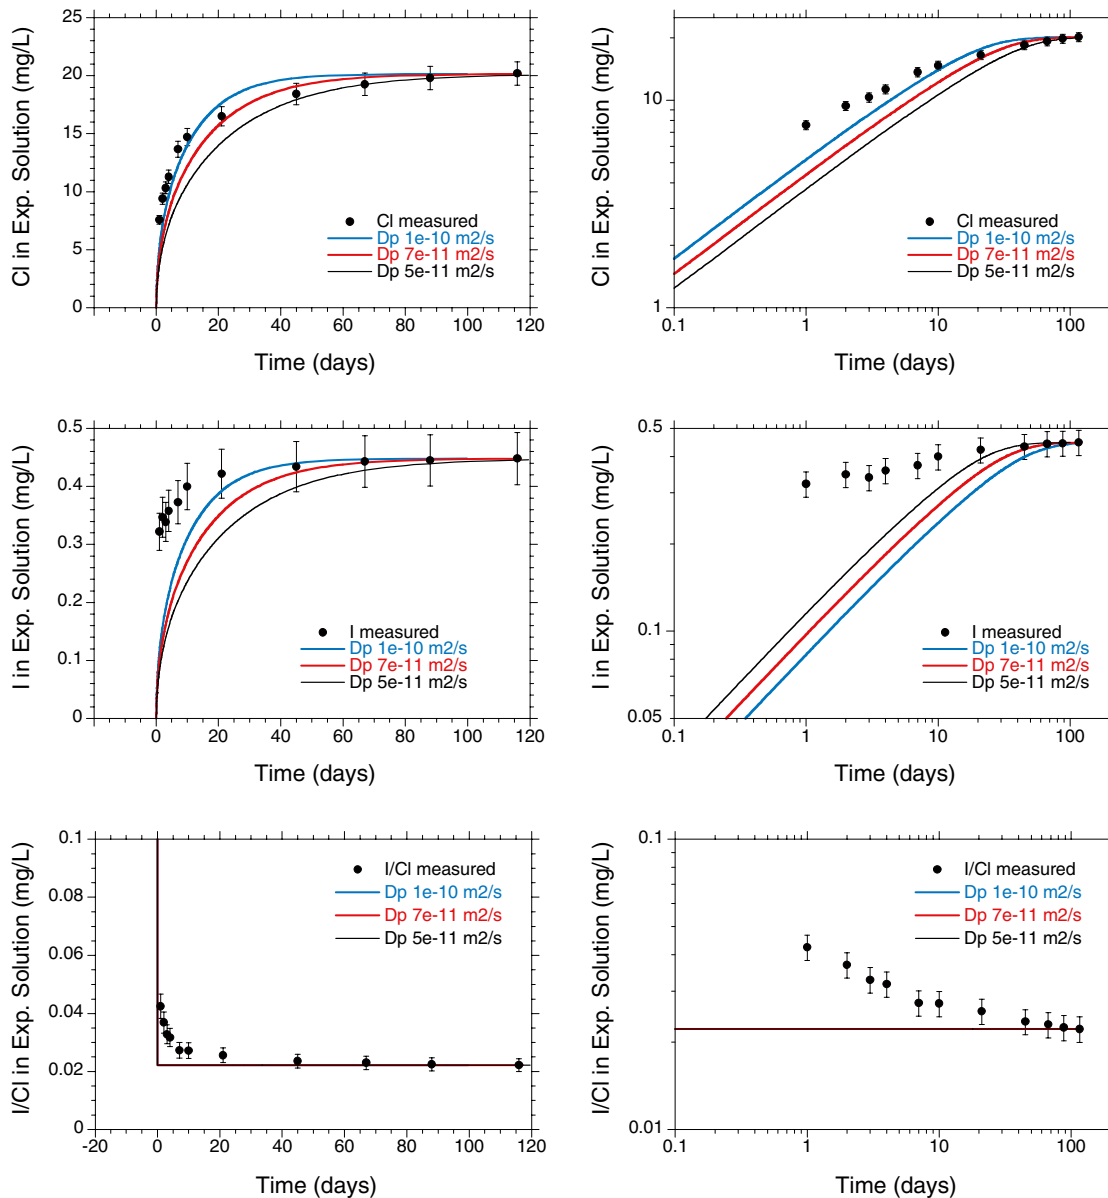 Cl in Exp. Solution (mg/L)
25
20
15
10
5
0
Cl measured
Dp 1e-10 m2/s
Dp 7e-11 m2/s
Dp 5e-11 m2/s
0 20 40 60 80 100 120
Time (days)
Cl in Exp. Solution (mg/L)
10
1
Cl measured
Dp 1e-10 m2/s
Dp 7e-11 m2/s
Dp 5e-11 m2/s
0.1 1 10 100
Time (days)
I in Exp. Solution (mg/L)
0.5
0.4
0.3
0.2
0.1
0
I measured
Dp 1e-10 m2/s
Dp 7e-11 m2/s
Dp 5e-11 m2/s
0 20 40 60 80 100 120
Time (days)
I in Exp. Solution (mg/L)
0.5
0.1
0.05
I measured
Dp 1e-10 m2/s
Dp 7e-11 m2/s
Dp 5e-11 m2/s
0.1 1 10 100
Time (days)
I/Cl in Exp. Solution (mg/L)
0.1
0.08
0.06
0.04
0.02
0
I/Cl measured
Dp 1e-10 m2/s
Dp 7e-11 m2/s
Dp 5e-11 m2/s
-20 0 20 40 60 80 100 120
Time (days)
I/Cl in Exp. Solution (mg/L)
0.1
0.01
I/Cl measured
Dp 1e-10 m2/s
Dp 7e-11 m2/s
Dp 5e-11 m2/s
0.1 1 10 100
Time (days)